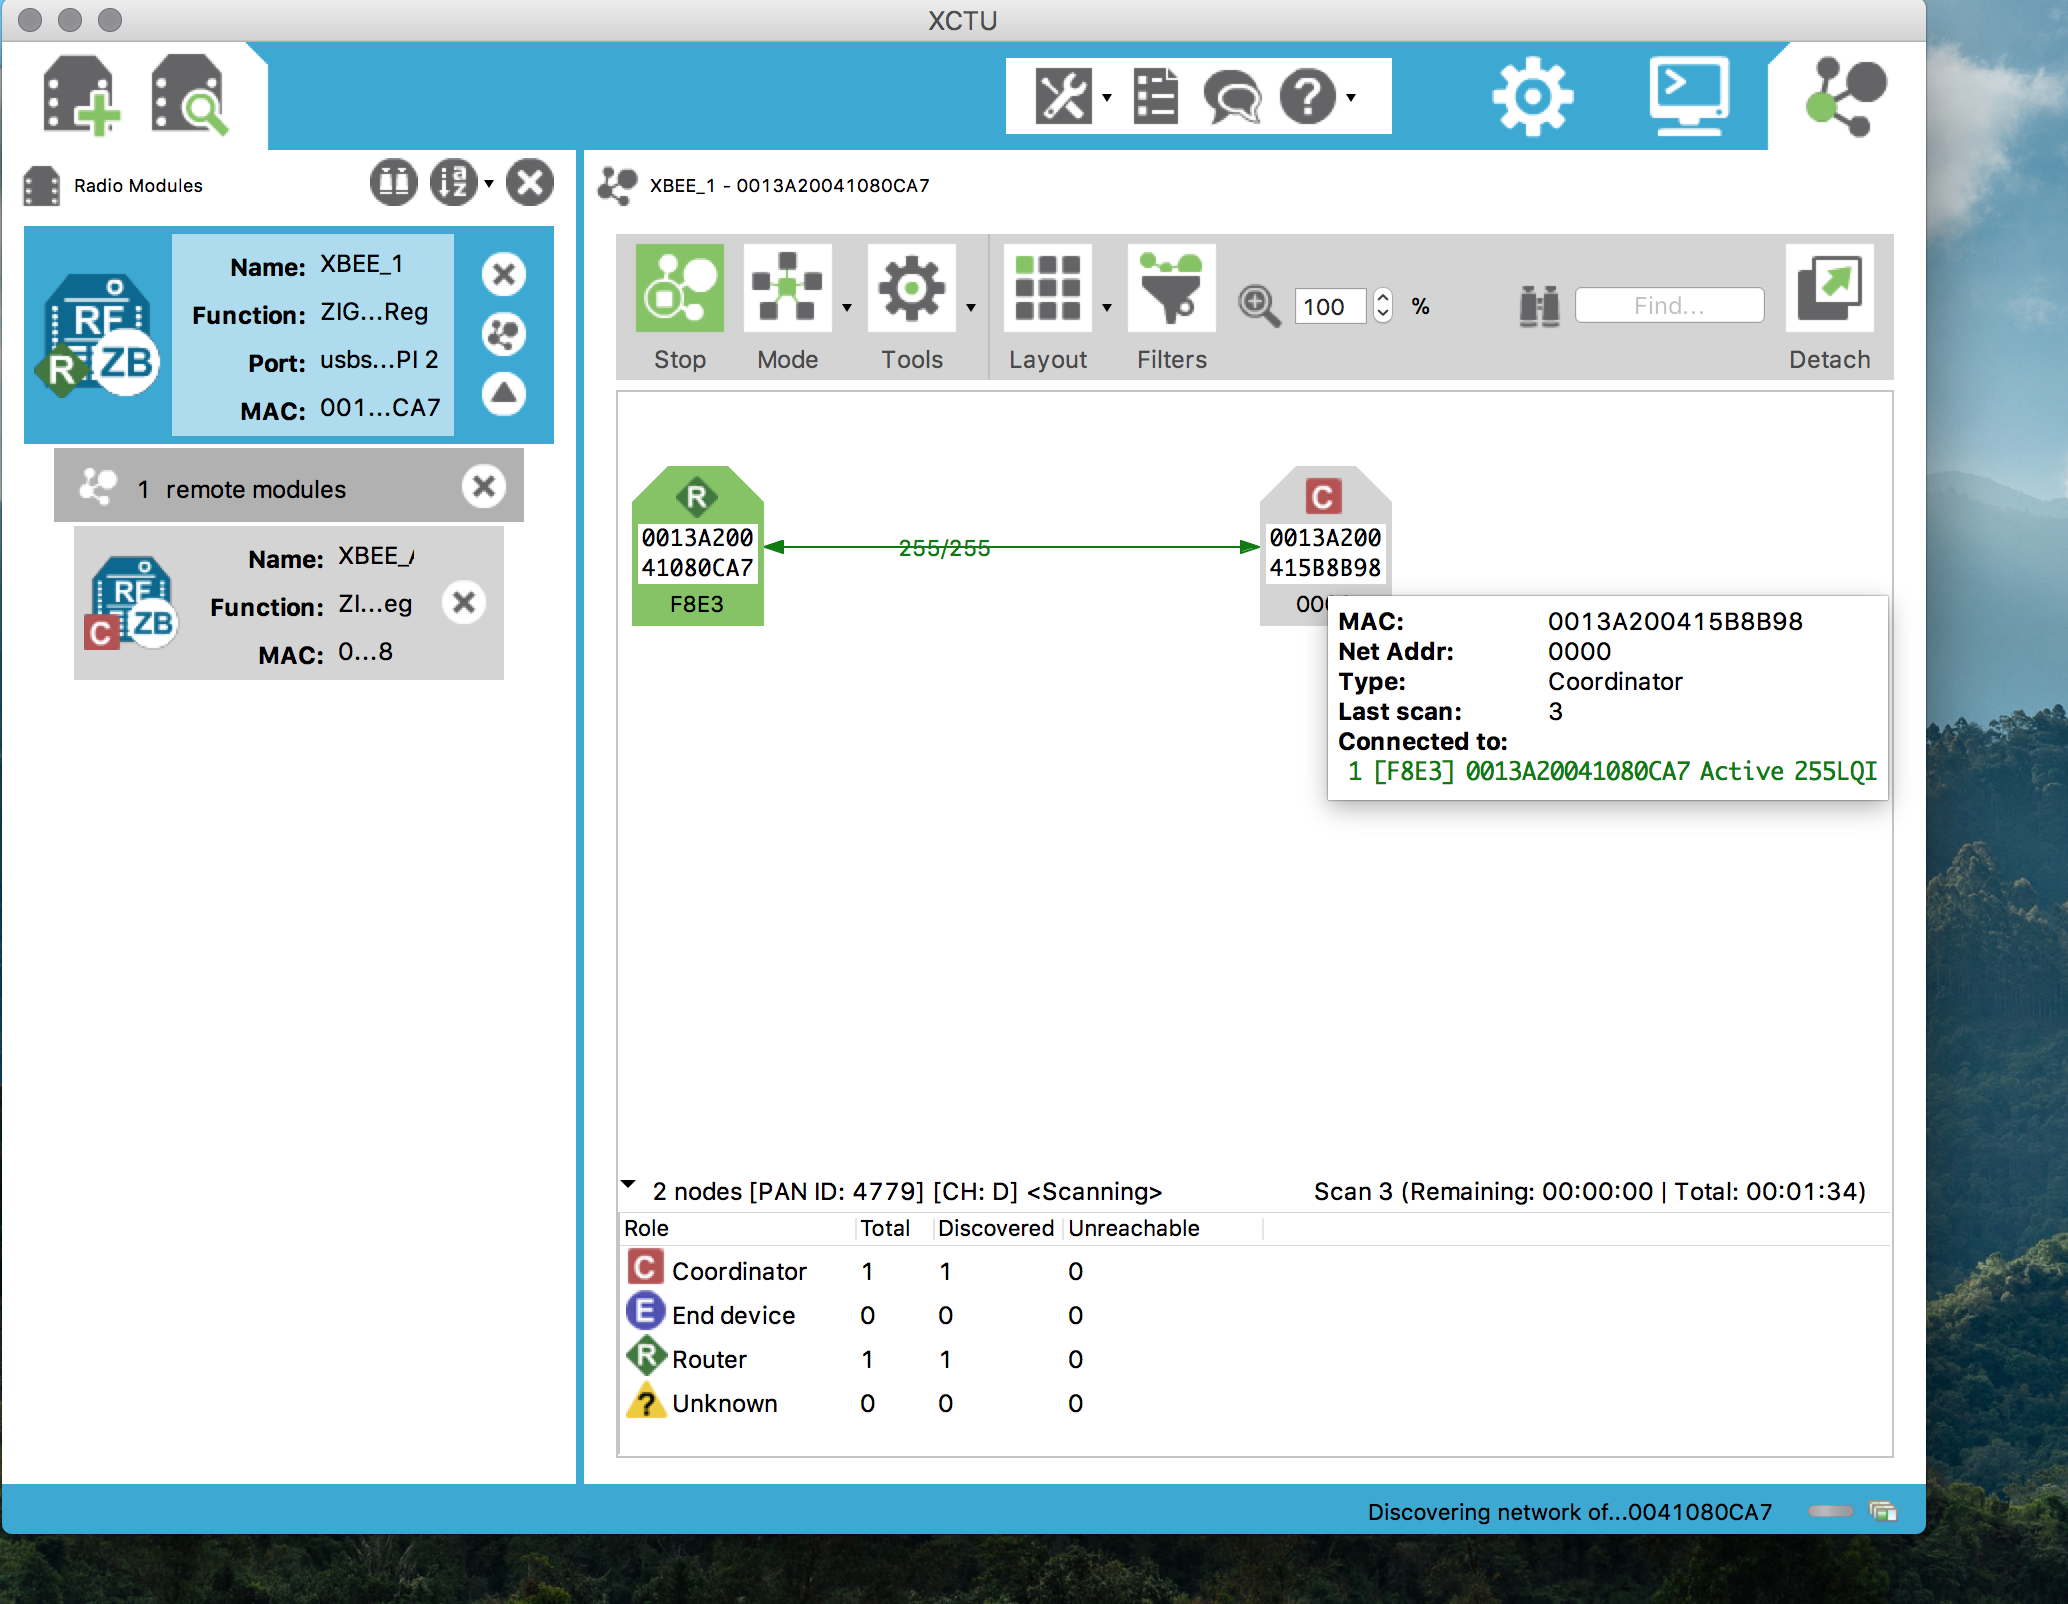 XCTU
Radio Modules
XBEE_1 - 0013A20041080CA7
Name: XBEE_1
Function: ZIG...Reg
Port: usbs...PI 2
MAC: 001...CA7
RF
R
ZB
1 remote modules
Name: XBEE_A
Function: ZI...eg
MAC: 0...8
RF
C
ZB
Stop
Mode
Tools
Layout
Filters
100 %
Find...
Detach
R
0013A200
41080CA7
F8E3
255/255
C
0013A200
415B8B98
MAC: 0013A200415B8B98
Net Addr: 0000
Type: Coordinator
Last scan: 3
Connected to:
1 [F8E3] 0013A20041080CA7 Active 255LQI
2 nodes [PAN ID: 4779] [CH: D] <Scanning>
Scan 3 (Remaining: 00:00:00 | Total: 00:01:34)
Role Total Discovered Unreachable
C Coordinator 1 1 0
E End device 0 0 0
R Router 1 1 0
? Unknown 0 0 0
Discovering network of...0041080CA7